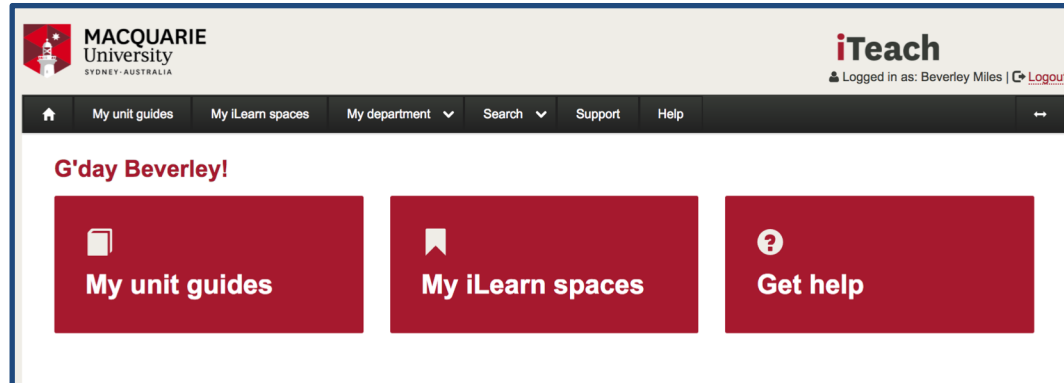 MACQUARIE
University
SYDNEY·AUSTRALIA
iTeach
Logged in as: Beverley Miles | Logout
My unit guides My iLearn spaces My department Search Support Help
G'day Beverley!
My unit guides My iLearn spaces Get help